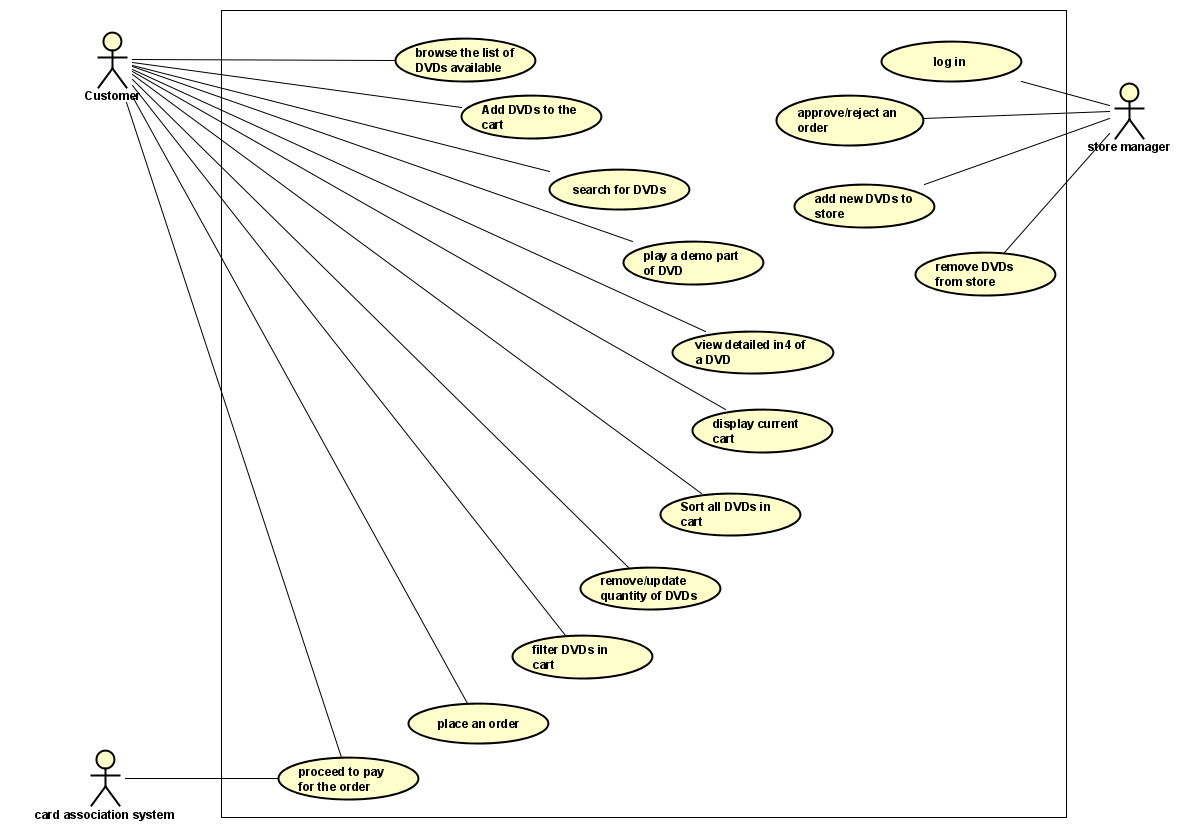 Customer
browse the list of
DVDs available
Add DVDs to the
cart
search for DVDs
play a demo part
of DVD
view detailed in4 of
a DVD
display current
cart
Sort all DVDs in
cart
remove/update
quantity of DVDs
filter DVDs in
cart
place an order
proceed to pay
for the order
card association system
log in
approve/reject an
order
add new DVDs to
store
remove DVDs
from store
store manager